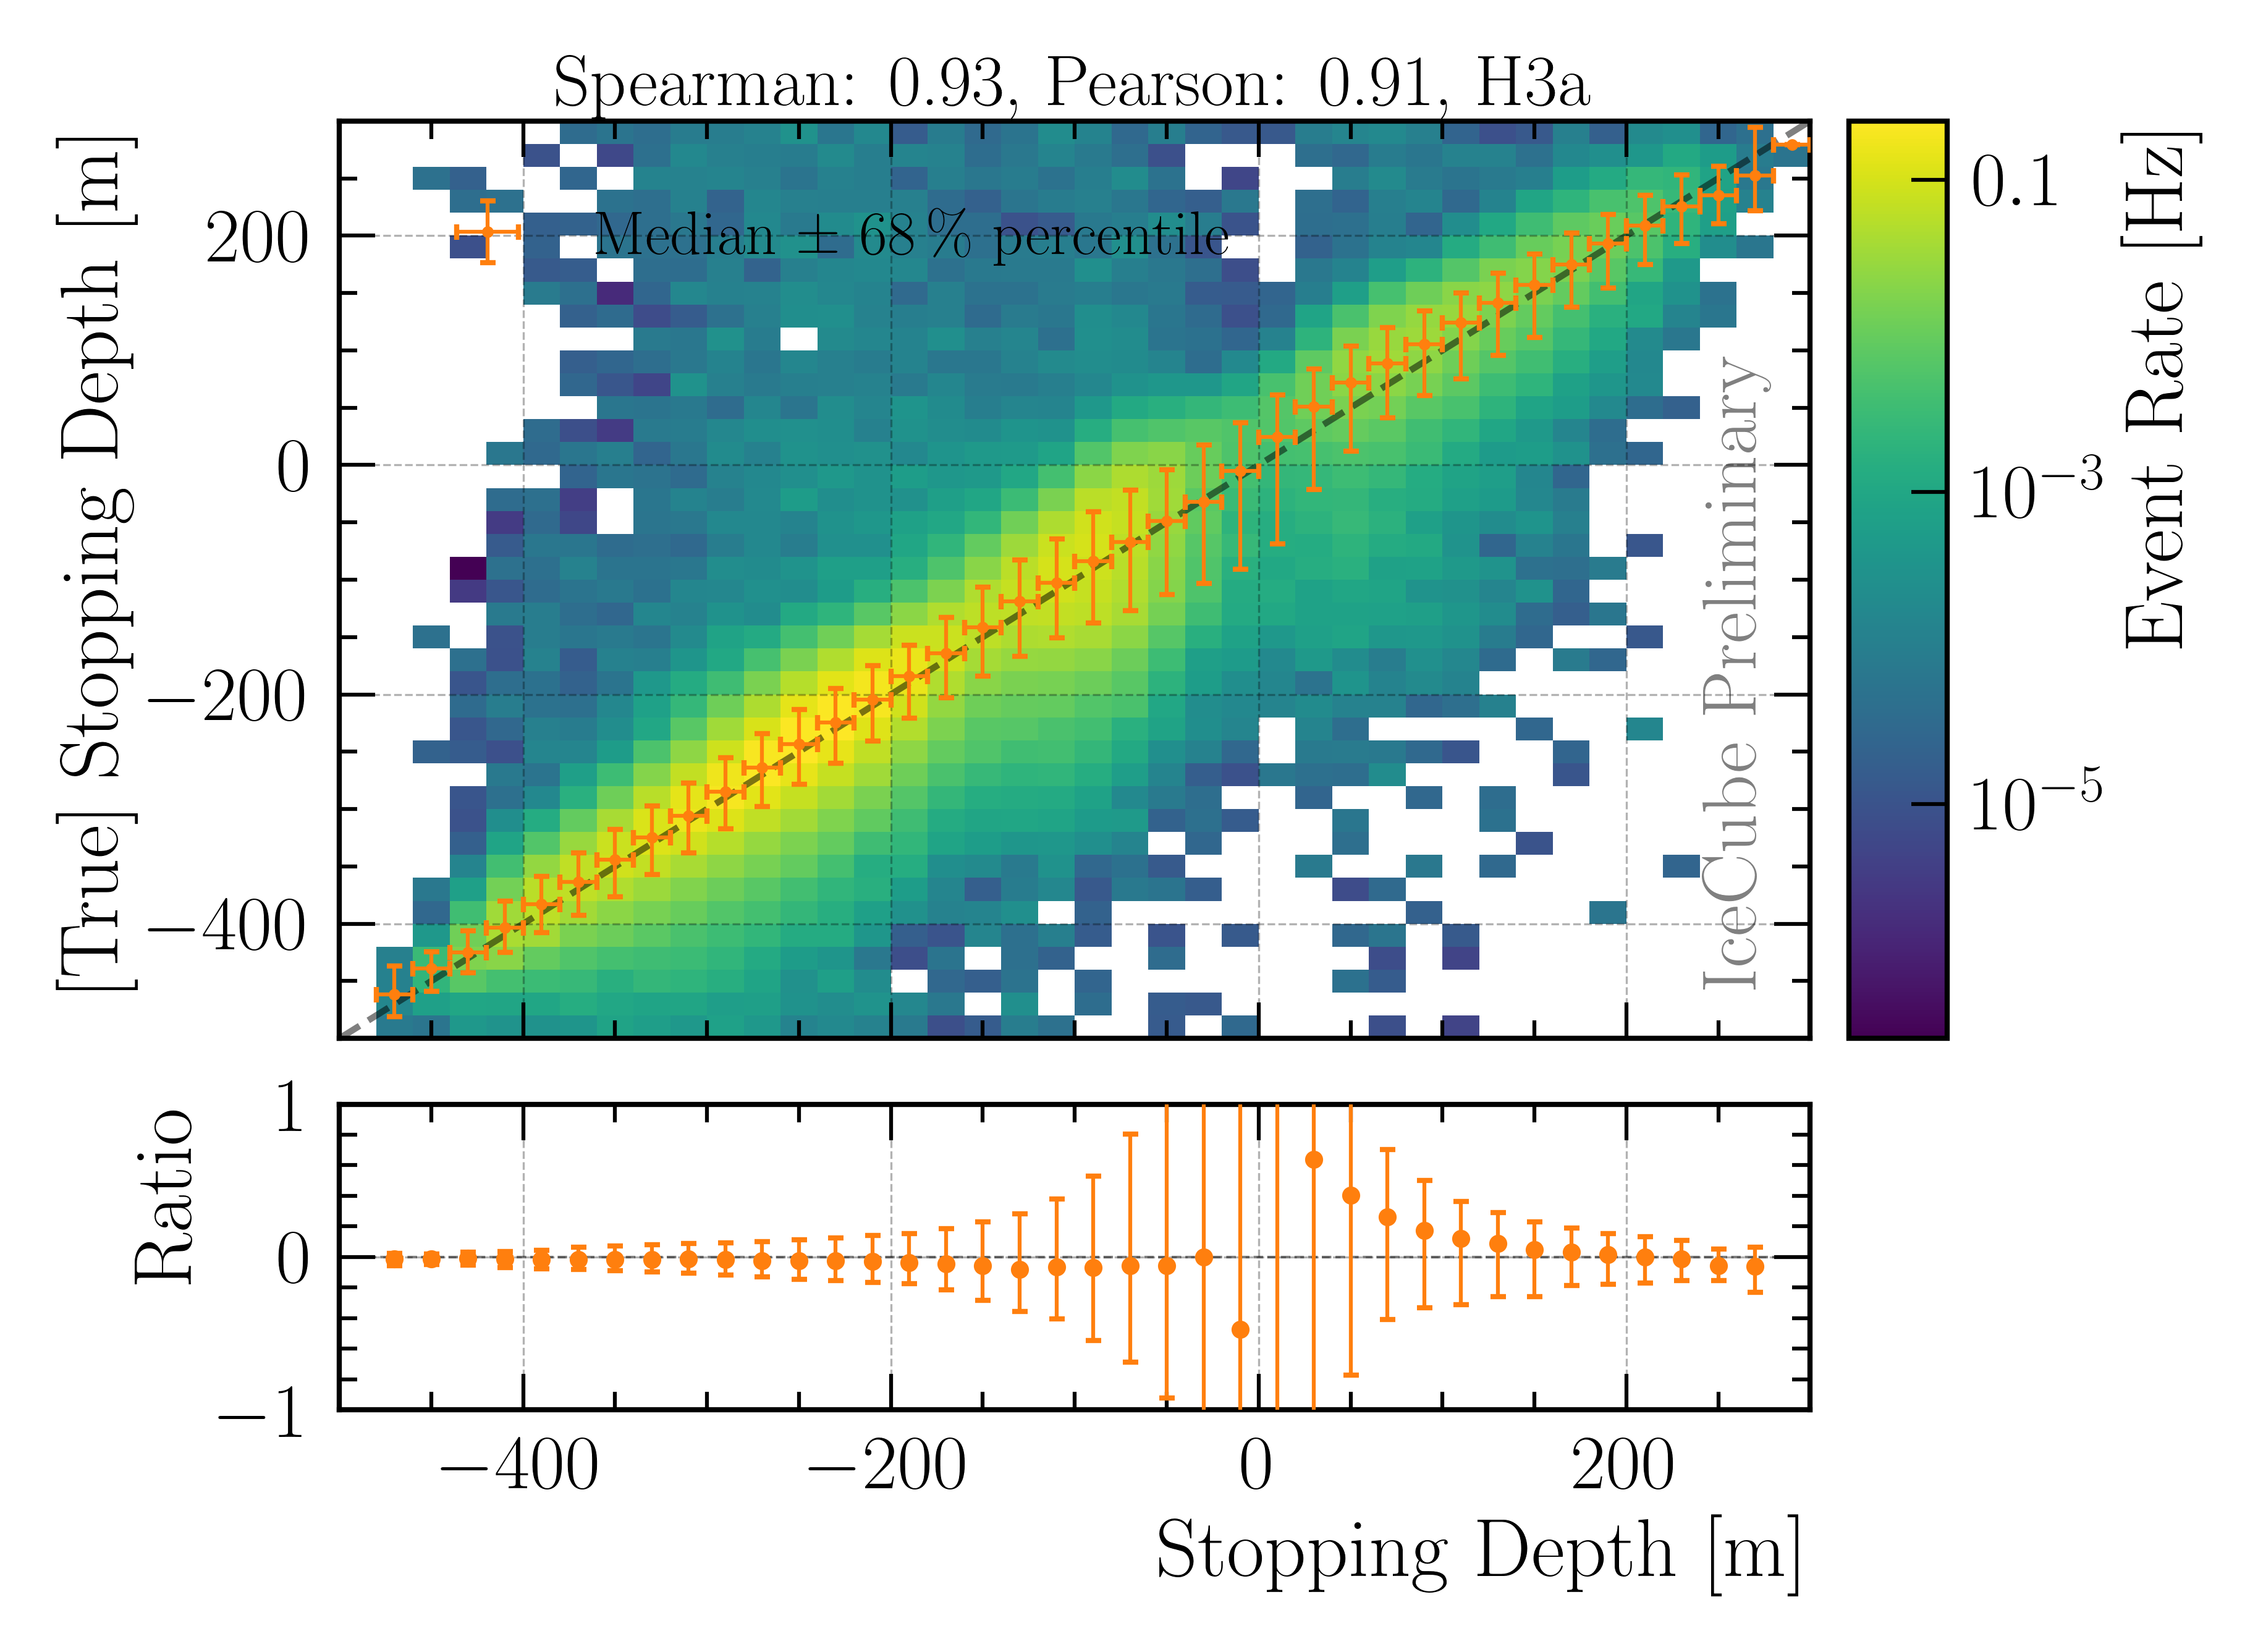 Spearman: 0.93, Pearson: 0.91, H3a
[True] Stopping Depth [m]
200
0
−200
−400
Median ± 68 % percentile
IceCube Preliminary
0.1
10⁻³
10⁻⁵
Event Rate [Hz]
Ratio
1
0
−1
−400 −200 0 200
Stopping Depth [m]